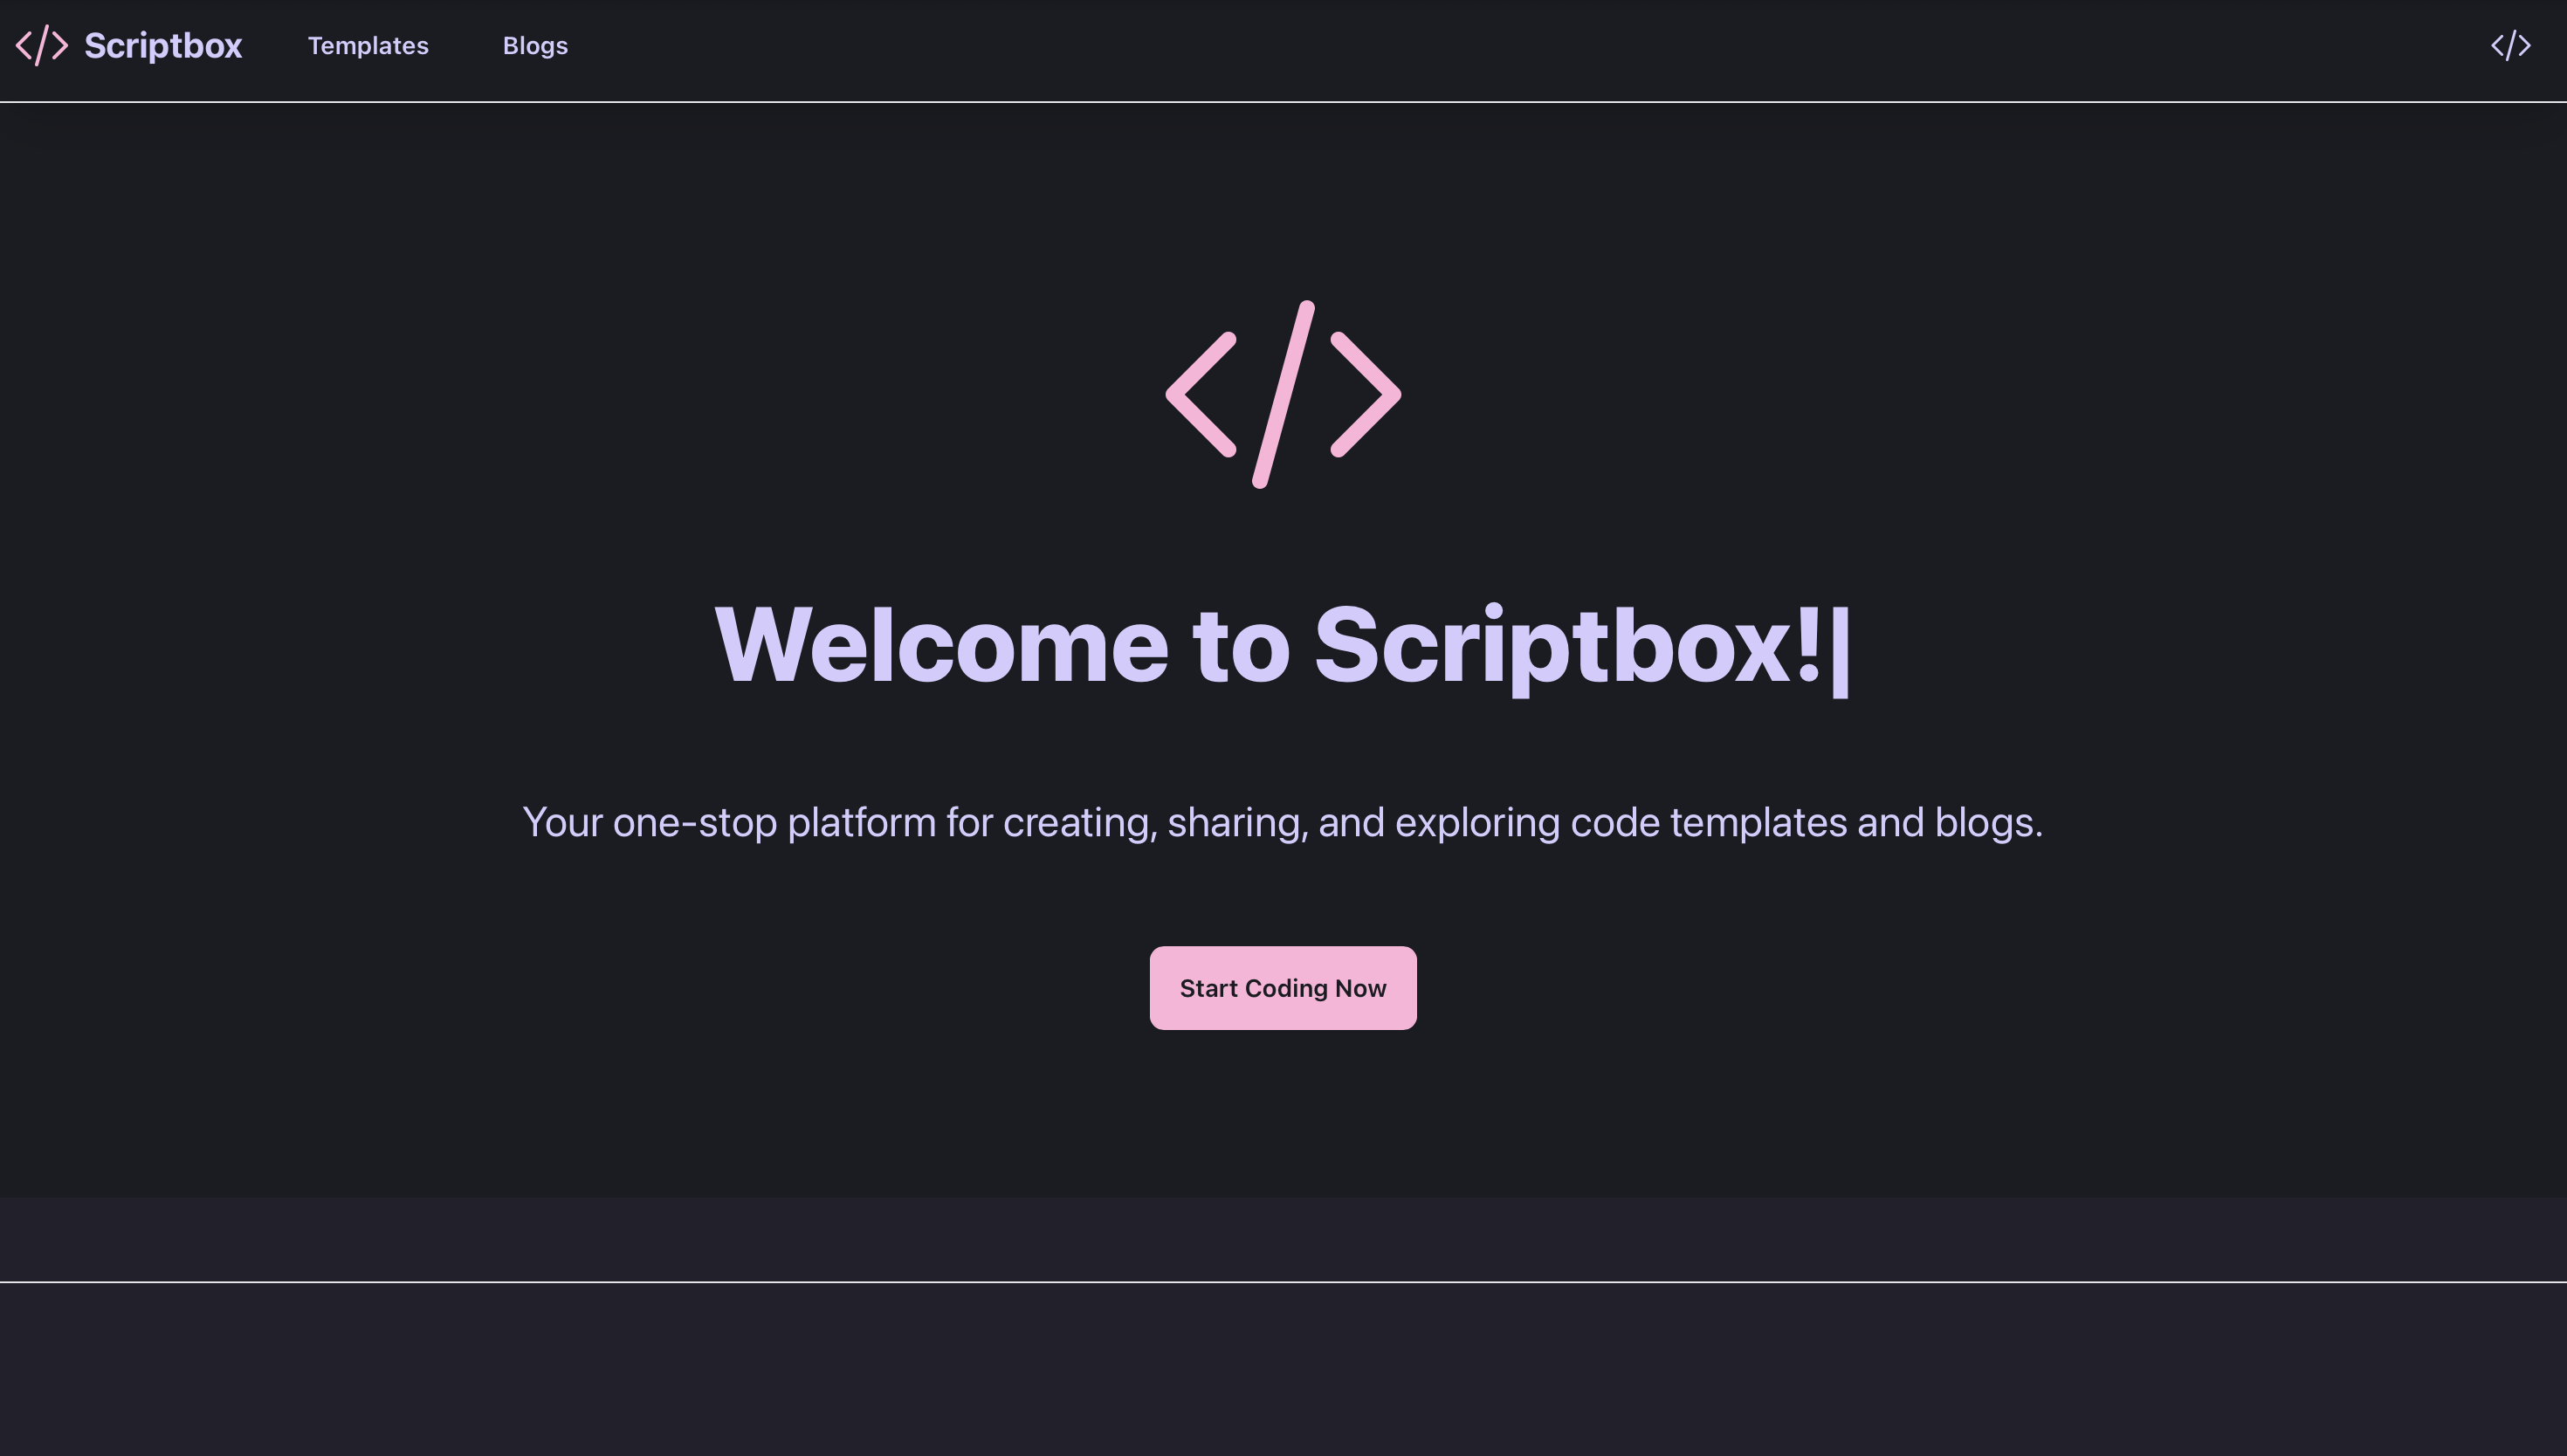 </> Scriptbox Templates Blogs </>
</>
Welcome to Scriptbox!|
Your one-stop platform for creating, sharing, and exploring code templates and blogs.
Start Coding Now